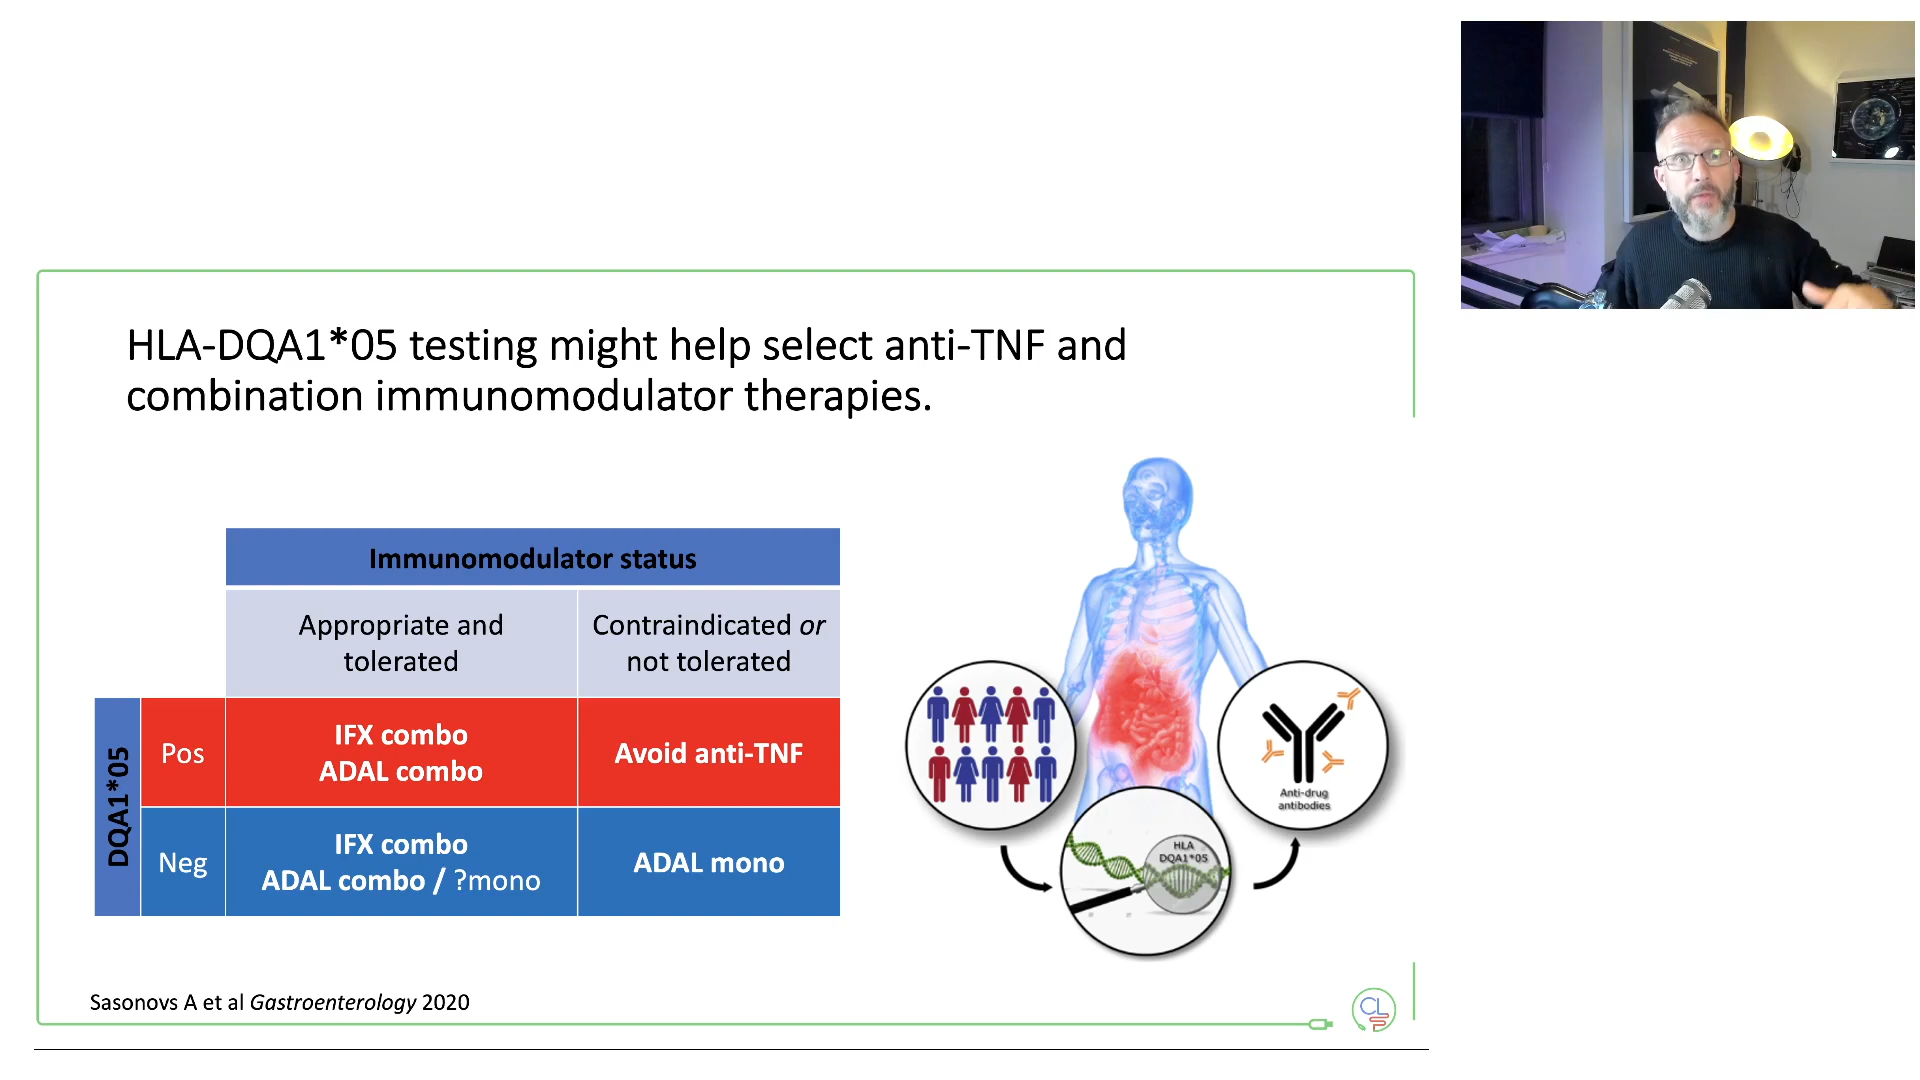 HLA-DQA1*05 testing might help select anti-TNF and
combination immunomodulator therapies.
Immunomodulator status
Appropriate and
tolerated
Contraindicated or
not tolerated
DQA1*05
Pos
IFX combo
ADAL combo
Avoid anti-TNF
Neg
IFX combo
ADAL combo / ?mono
ADAL mono
HLA
DQA1*05
Anti-drug
antibodies
Sasonovs A et al Gastroenterology 2020
CL
P